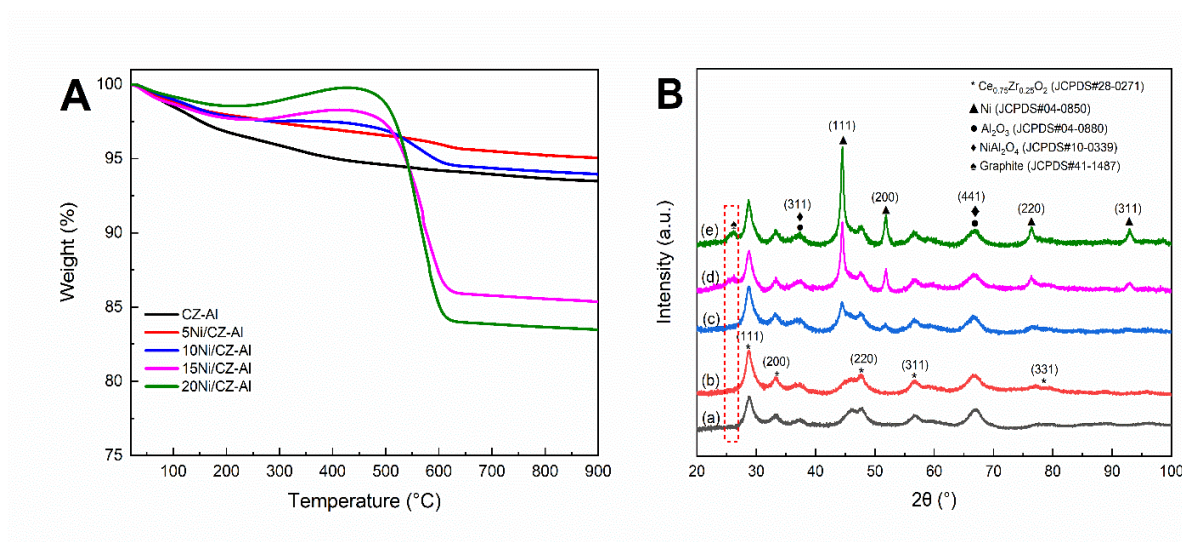 A
Weight (%)
100
95
90
85
80
75
CZ-Al
5Ni/CZ-Al
10Ni/CZ-Al
15Ni/CZ-Al
20Ni/CZ-Al
100 200 300 400 500 600 700 800 900
Temperature (°C)
B
Intensity (a.u.)
* Ce0.75Zr0.25O2 (JCPDS#28-0271)
▲ Ni (JCPDS#04-0850)
● Al2O3 (JCPDS#04-0880)
♦ NiAl2O4 (JCPDS#10-0339)
♠ Graphite (JCPDS#41-1487)
(111)
(311) (200) (441) (220) (311)
(e)
(d)
(c)
(111)
(200) (220) (311) (331)
(b)
(a)
20 30 40 50 60 70 80 90 100
2θ (°)